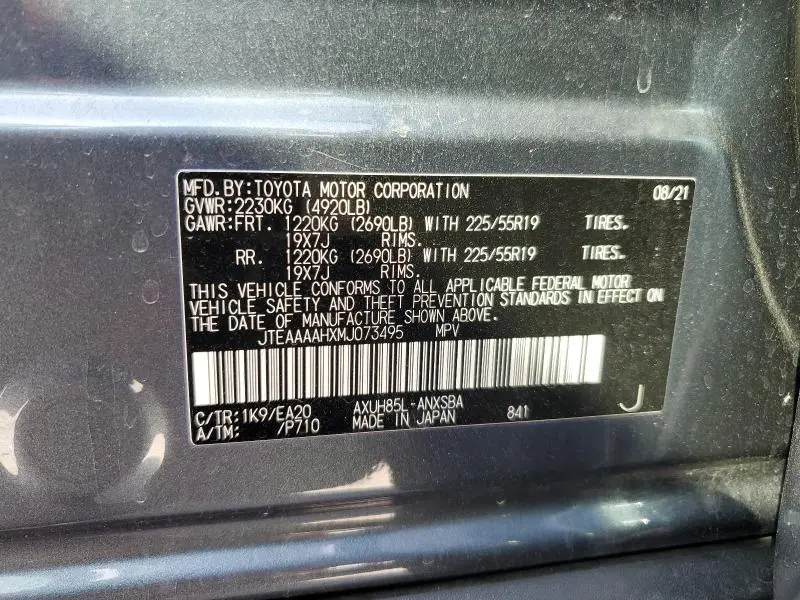 MFD.BY:TOYOTA MOTOR CORPORATION 08/21
GVWR:2230KG (4920LB)
GAWR:FRT. 1220KG (2690LB) WITH 225/55R19 TIRES.
19X7J RIMS.
RR. 1220KG (2690LB) WITH 225/55R19 TIRES.
19X7J RIMS.
THIS VEHICLE CONFORMS TO ALL APPLICABLE FEDERAL MOTOR
VEHICLE SAFETY AND THEFT PREVENTION STANDARDS IN EFFECT ON
THE DATE OF MANUFACTURE SHOWN ABOVE.
JTEAAAAHXMJ073495 MPV
C/TR:1K9/EA20 AXUH85L-ANXSBA
A/TM: /P710 MADE IN JAPAN 841 J